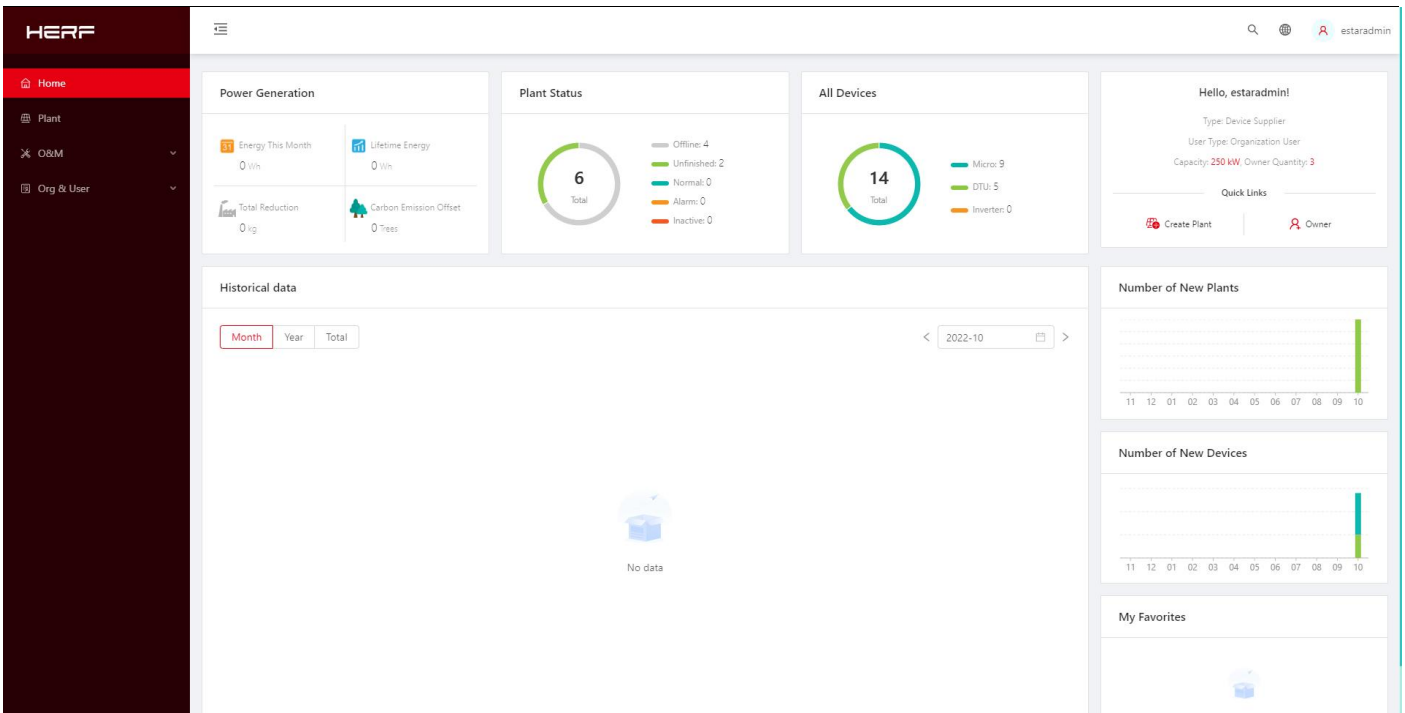 HERF
estaradmin
Home
Plant
O&M
Org & User
Power Generation
31 Energy This Month
0 Wh
Lifetime Energy
0 Wh
Total Reduction
0 kg
Carbon Emission Offset
0 Trees
Plant Status
6
Total
Offline: 4
Unfinished: 2
Normal: 0
Alarm: 0
Inactive: 0
All Devices
14
Total
Micro: 9
DTU: 5
Inverter: 0
Hello, estaradmin!
Type: Device Supplier
User Type: Organization User
Capacity: 250 kW, Owner Quantity: 3
Quick Links
Create Plant
Owner
Historical data
Month Year Total
< 2022-10 >
No data
Number of New Plants
11 12 01 02 03 04 05 06 07 08 09 10
Number of New Devices
11 12 01 02 03 04 05 06 07 08 09 10
My Favorites